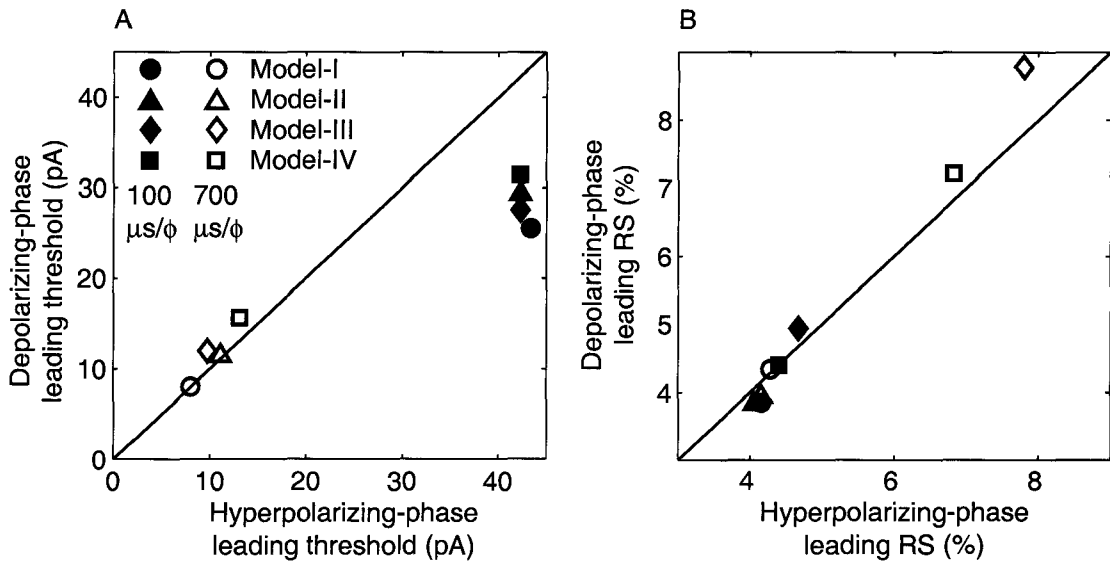 A
Depolarizing-phase
leading threshold (pA)
40
30
20
10
0
Model-I
Model-II
Model-III
Model-IV
100 700
μs/ϕ μs/ϕ
0 10 20 30 40
Hyperpolarizing-phase
leading threshold (pA)
B
Depolarizing-phase
leading RS (%)
8
7
6
5
4
4 6 8
Hyperpolarizing-phase
leading RS (%)